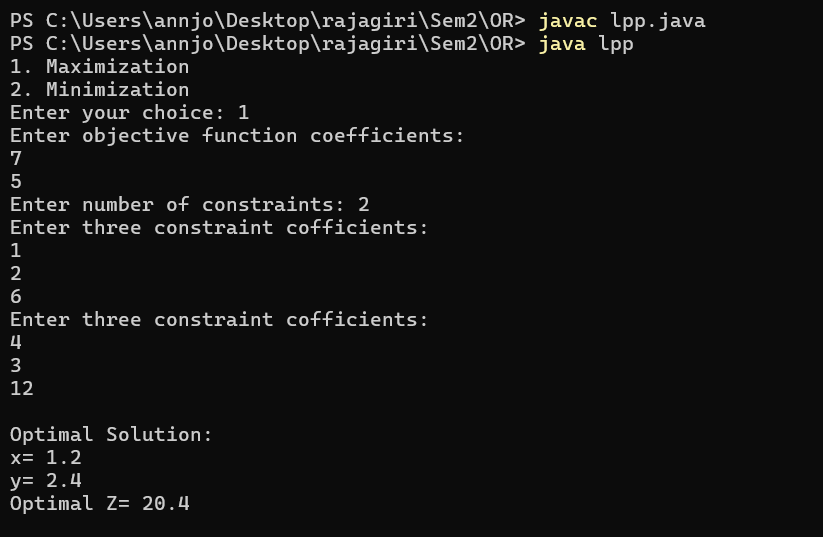 PS C:\Users\annjo\Desktop\rajagiri\Sem2\OR> javac lpp.java
PS C:\Users\annjo\Desktop\rajagiri\Sem2\OR> java lpp
1. Maximization
2. Minimization
Enter your choice: 1
Enter objective function coefficients:
7
5
Enter number of constraints: 2
Enter three constraint cofficients:
1
2
6
Enter three constraint cofficients:
4
3
12
Optimal Solution:
x= 1.2
y= 2.4
Optimal Z= 20.4